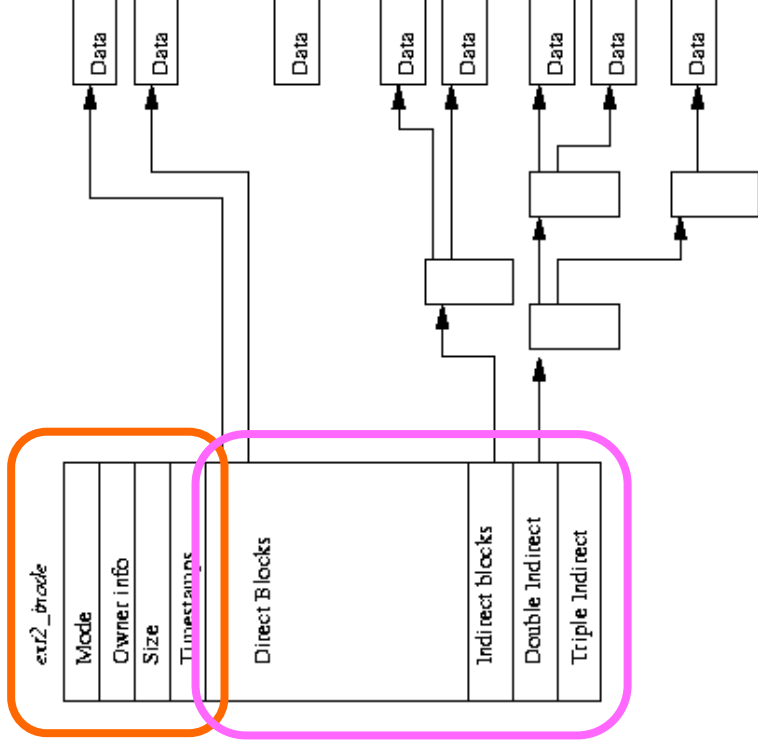 ext2_inode
Mode
Owner info
Size
Timestamps
Direct Blocks
Indirect blocks
Double Indirect
Triple Indirect
Data
Data
Data
Data
Data
Data
Data
Data